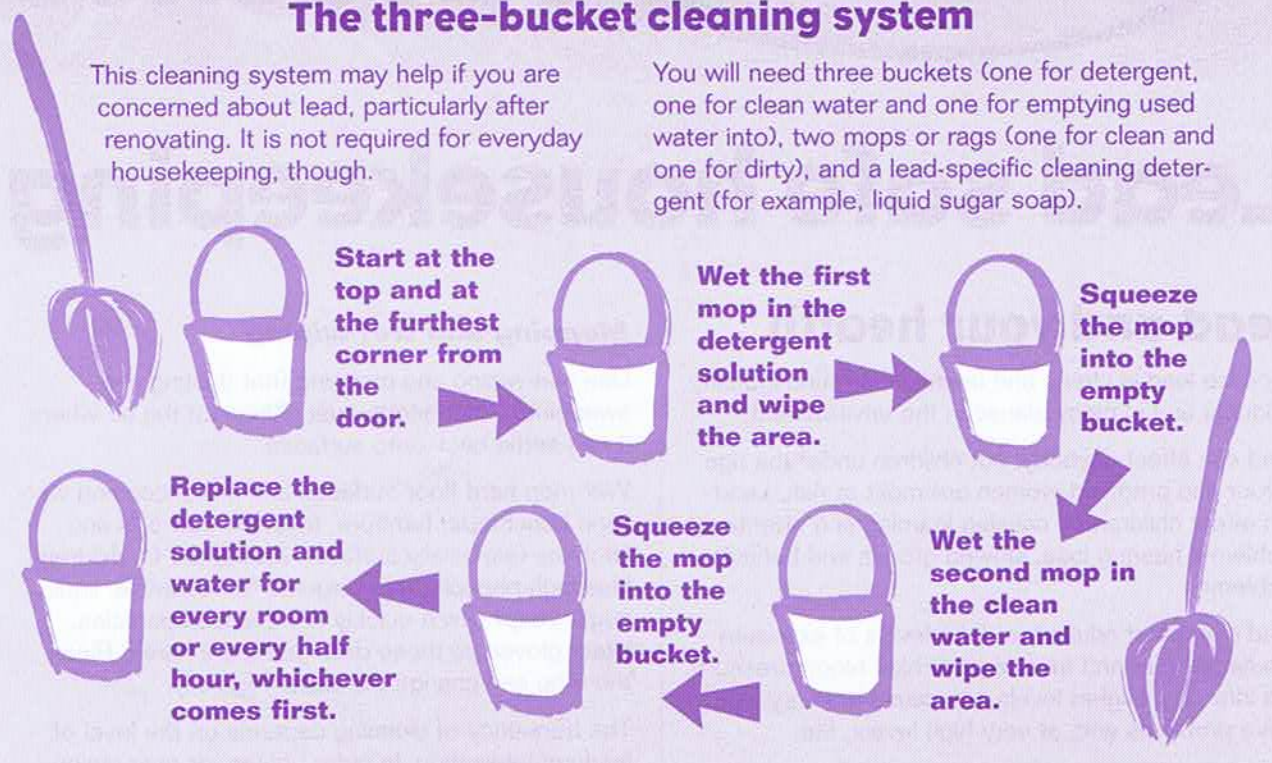 The three-bucket cleaning system
This cleaning system may help if you are
concerned about lead, particularly after
renovating. It is not required for everyday
housekeeping, though.
You will need three buckets (one for detergent,
one for clean water and one for emptying used
water into), two mops or rags (one for clean and
one for dirty), and a lead-specific cleaning deter-
gent (for example, liquid sugar soap).
Start at the
top and at
the furthest
corner from
the
door.
Wet the first
mop in the
detergent
solution
and wipe
the area.
Squeeze
the mop
into the
empty
bucket.
Wet the
second mop in
the clean
water and
wipe the
area.
Squeeze
the mop
into the
empty
bucket.
Replace the
detergent
solution and
water for
every room
or every half
hour, whichever
comes first.